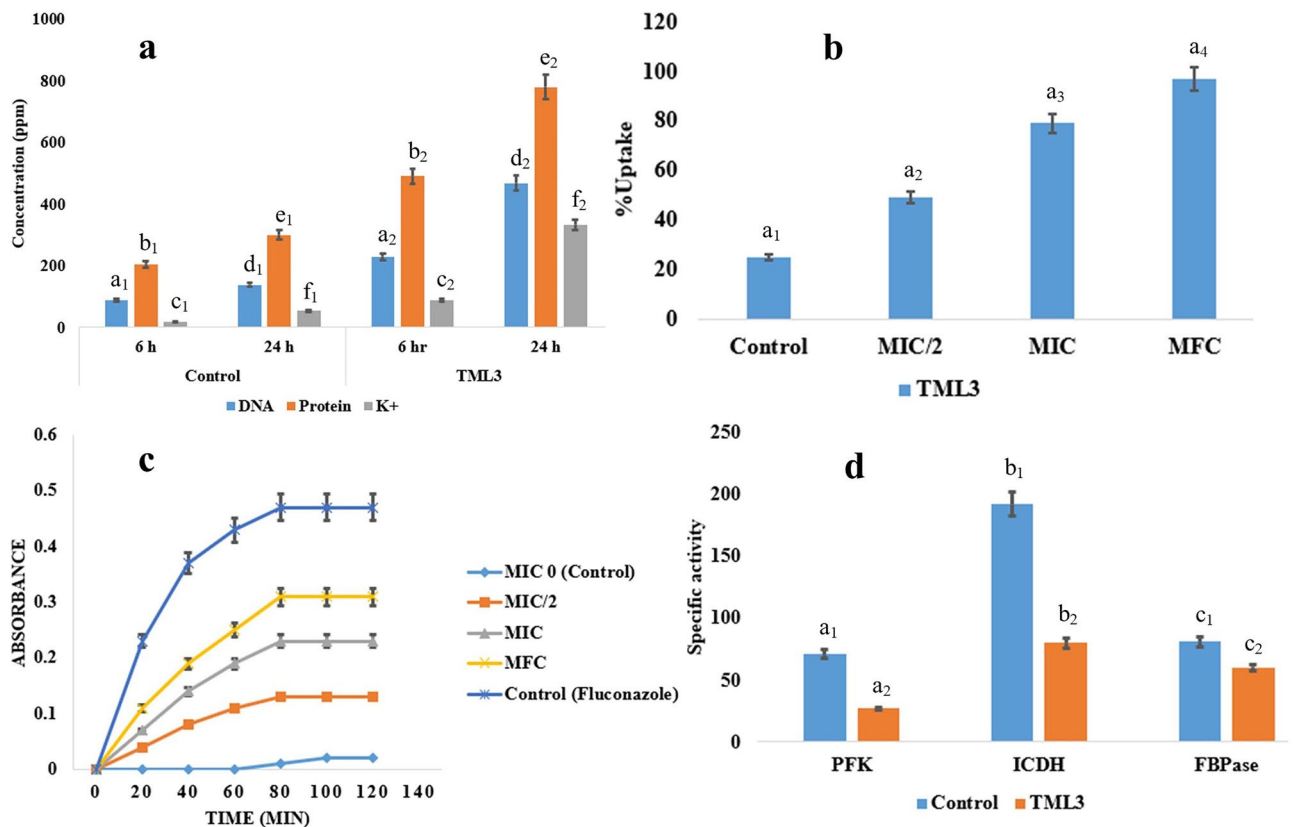 a
1000
800
600
400
200
0
Concentration (ppm)
a1 b1 c1 d1 e1 f1 a2 b2 c2 d2 e2 f2
6 h 24 h 6 hr 24 h
Control TML3
DNA Protein K+
b
120
100
80
60
40
20
0
%Uptake
a1 a2 a3 a4
Control MIC/2 MIC MFC
TML3
c
0.6
0.5
0.4
0.3
0.2
0.1
0
ABSORBANCE
0 20 40 60 80 100 120 140
TIME (MIN)
MIC 0 (Control)
MIC/2
MIC
MFC
Control (Fluconazole)
d
250
200
150
100
50
0
Specific activity
a1 a2 b1 b2 c1 c2
PFK ICDH FBPase
Control TML3